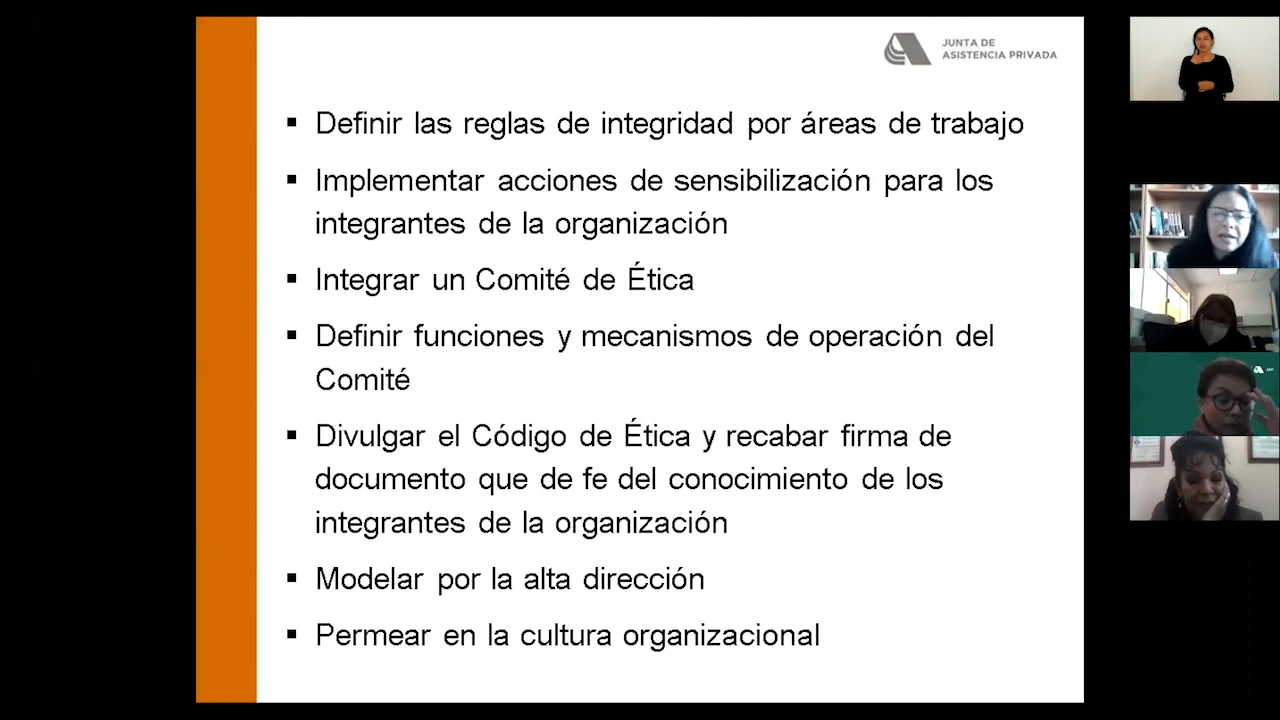 JUNTA DE
ASISTENCIA PRIVADA
▪ Definir las reglas de integridad por áreas de trabajo
▪ Implementar acciones de sensibilización para los
integrantes de la organización
▪ Integrar un Comité de Ética
▪ Definir funciones y mecanismos de operación del
Comité
▪ Divulgar el Código de Ética y recabar firma de
documento que de fe del conocimiento de los
integrantes de la organización
▪ Modelar por la alta dirección
▪ Permear en la cultura organizacional